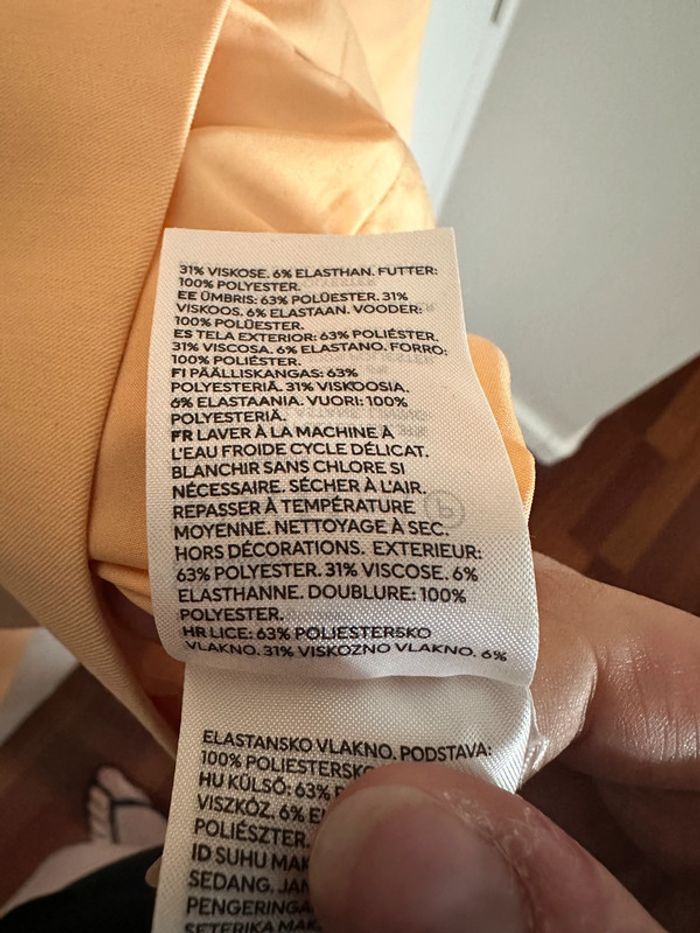 31% VISKOSE. 6% ELASTHAN. FUTTER:
100% POLYESTER.
EE ÜMBRIS: 63% POLÜESTER. 31%
VISKOOS. 6% ELASTAAN. VOODER:
100% POLÜESTER.
ES TELA EXTERIOR: 63% POLIÉSTER.
31% VISCOSA. 6% ELASTANO. FORRO:
100% POLIÉSTER.
FI PÄÄLLISKANGAS: 63%
POLYESTERIÄ. 31% VISKOOSIA.
6% ELASTAANIA. VUORI: 100%
POLYESTERIÄ.
FR LAVER À LA MACHINE À
L'EAU FROIDE CYCLE DÉLICAT.
BLANCHIR SANS CHLORE SI
NÉCESSAIRE. SÉCHER À L'AIR.
REPASSER À TEMPÉRATURE
MOYENNE. NETTOYAGE À SEC.
HORS DÉCORATIONS. EXTERIEUR:
63% POLYESTER. 31% VISCOSE. 6%
ELASTHANNE. DOUBLURE: 100%
POLYESTER.
HR LICE: 63% POLIESTERSKO
VLAKNO. 31% VISKOZNO VLAKNO. 6%
ELASTANSKO VLAKNO. PODSTAVA:
100% POLIESTERSKO
HU KÜLSŐ: 63%
VISZKÓZ. 6%
POLIÉSZTER.
ID SUHU
SEDANG.
PENGERINGA
SETERIKA